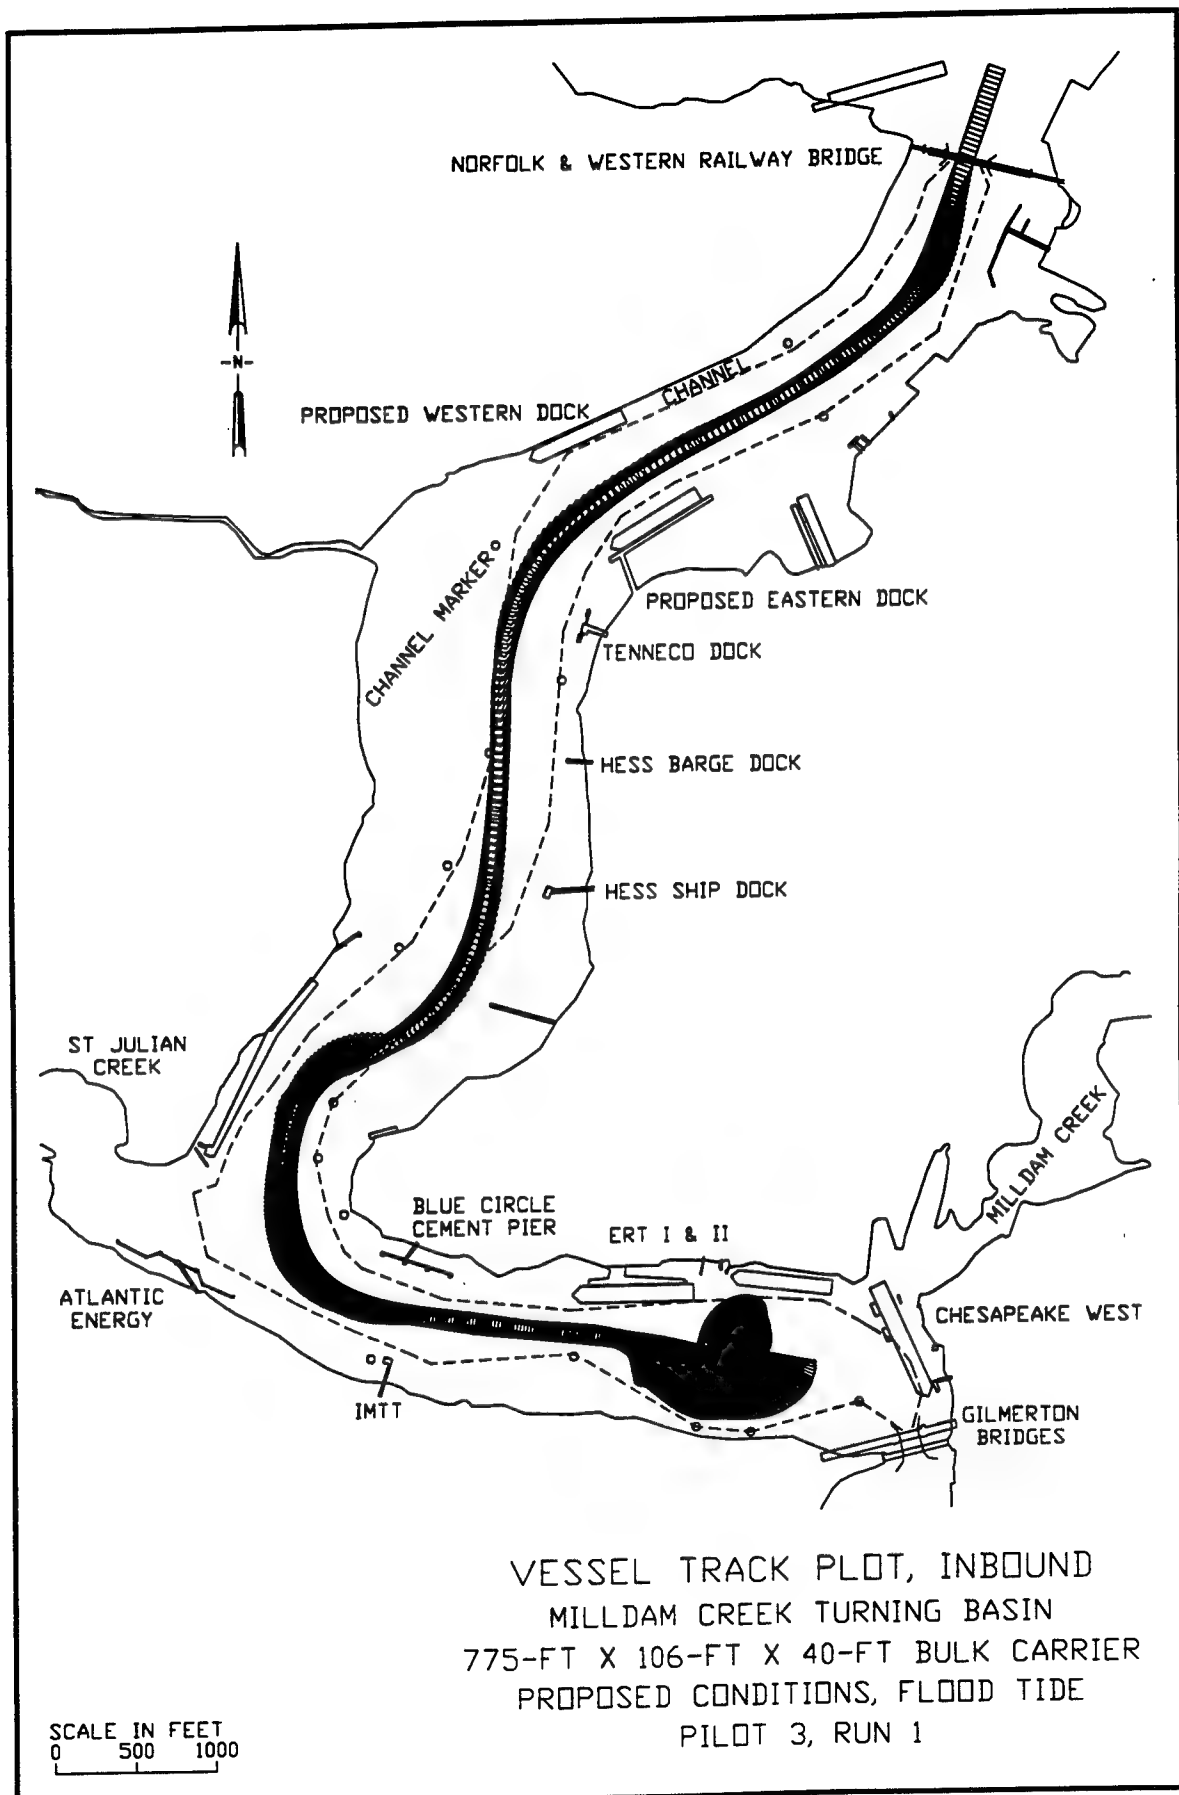 NORFOLK & WESTERN RAILWAY BRIDGE
-N-
CHANNEL
PROPOSED WESTERN DOCK
CHANNEL MARKER
PROPOSED EASTERN DOCK
TENNECO DOCK
HESS BARGE DOCK
HESS SHIP DOCK
ST JULIAN
CREEK
MILLDAM CREEK
BLUE CIRCLE
CEMENT PIER
ERT I & II
ATLANTIC
ENERGY
CHESAPEAKE WEST
IMTT
GILMERTON
BRIDGES
VESSEL TRACK PLOT, INBOUND
MILLDAM CREEK TURNING BASIN
775-FT X 106-FT X 40-FT BULK CARRIER
PROPOSED CONDITIONS, FLOOD TIDE
PILOT 3, RUN 1
SCALE IN FEET
0 500 1000